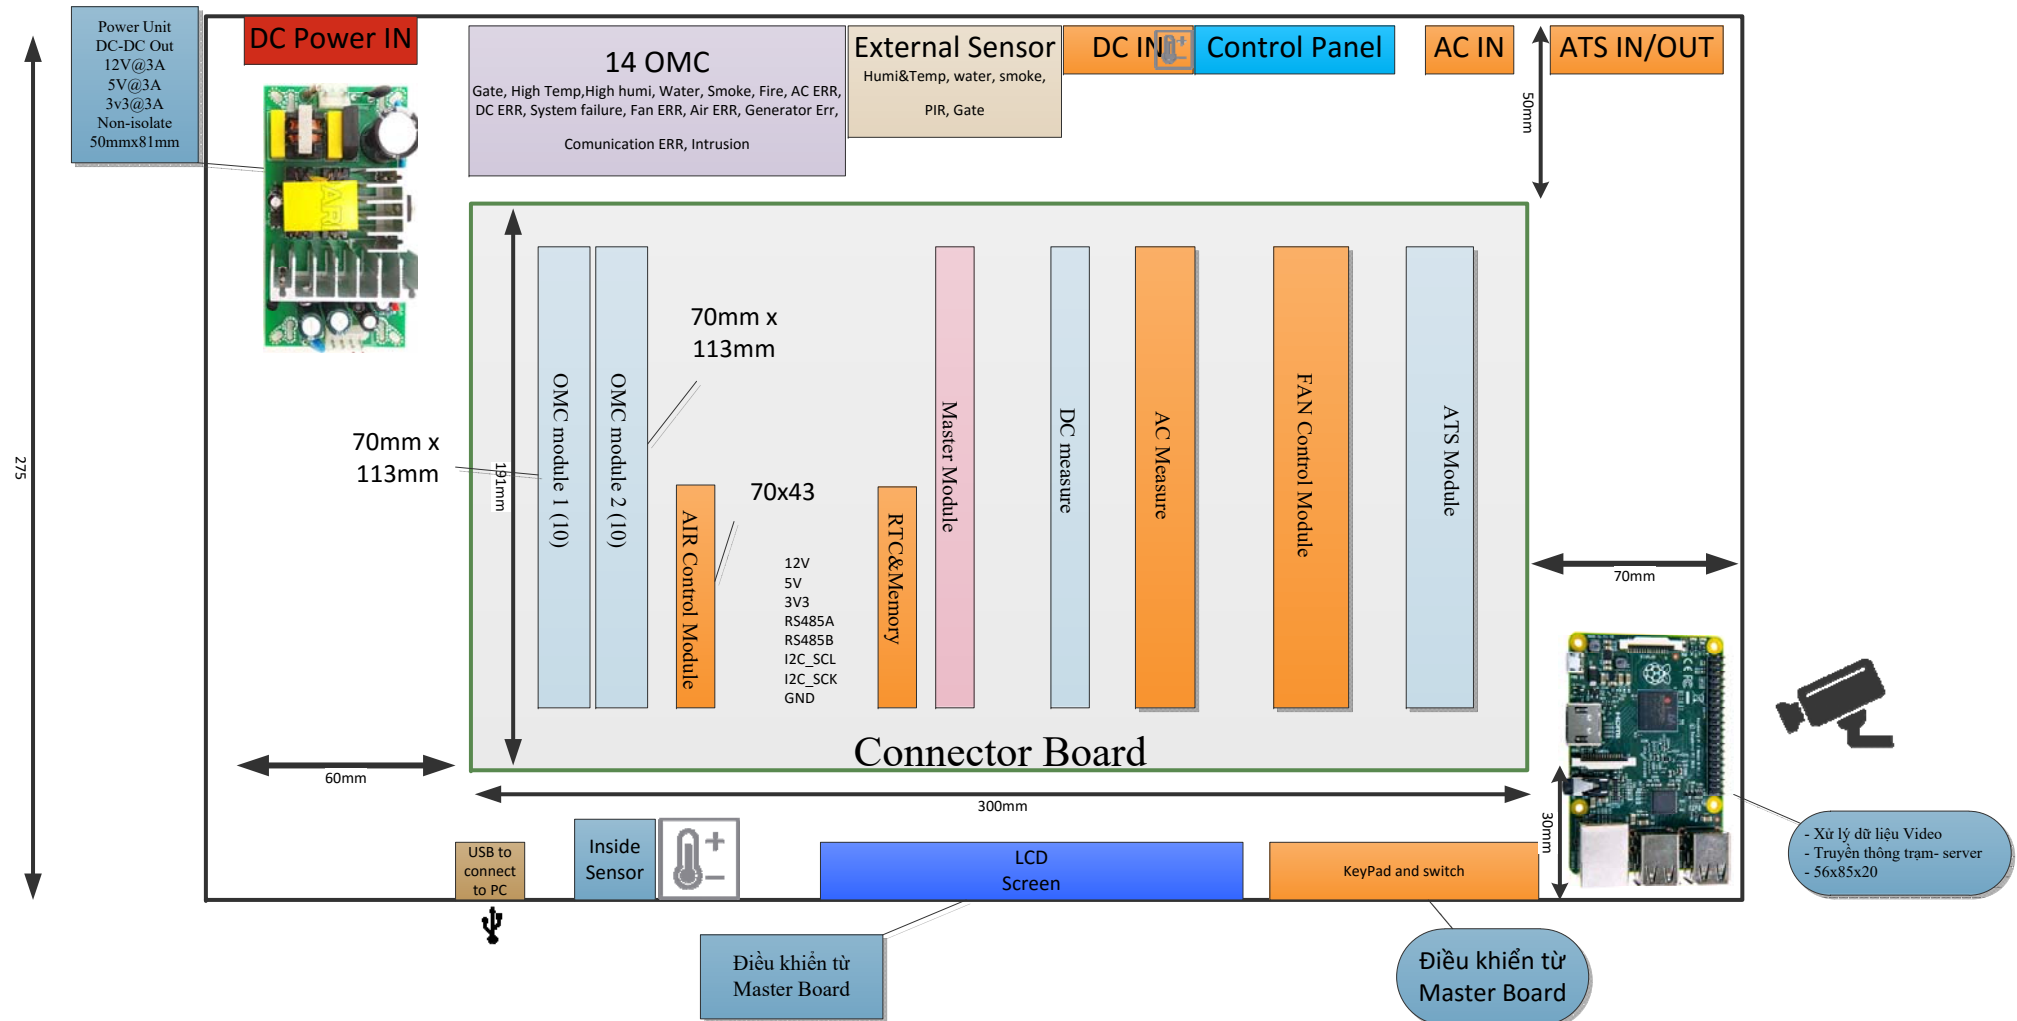 Power Unit
DC-DC Out
12V@3A
5V@3A
3v3@3A
Non-isolate
50mmx81mm
DC Power IN
14 OMC
Gate, High Temp,High humi, Water, Smoke, Fire, AC ERR,
DC ERR, System failure, Fan ERR, Air ERR, Generator Err,
Comunication ERR, Intrusion
External Sensor
Humi&Temp, water, smoke,
PIR, Gate
DC IN
Control Panel
AC IN
ATS IN/OUT
50mm
275
191mm
70mm x
113mm
70mm x
113mm
OMC module 1 (10)
OMC module 2 (10)
AIR Control Module
70x43
12V
5V
3V3
RS485A
RS485B
I2C_SCL
I2C_SCK
GND
RTC&Memory
Master Module
DC measure
AC Measure
FAN Control Module
ATS Module
Connector Board
70mm
60mm
300mm
30mm
USB to
connect
to PC
Inside
Sensor
LCD
Screen
KeyPad and switch
- Xử lý dữ liệu Video
- Truyền thông trạm- server
- 56x85x20
Điều khiển từ
Master Board
Điều khiển từ
Master Board